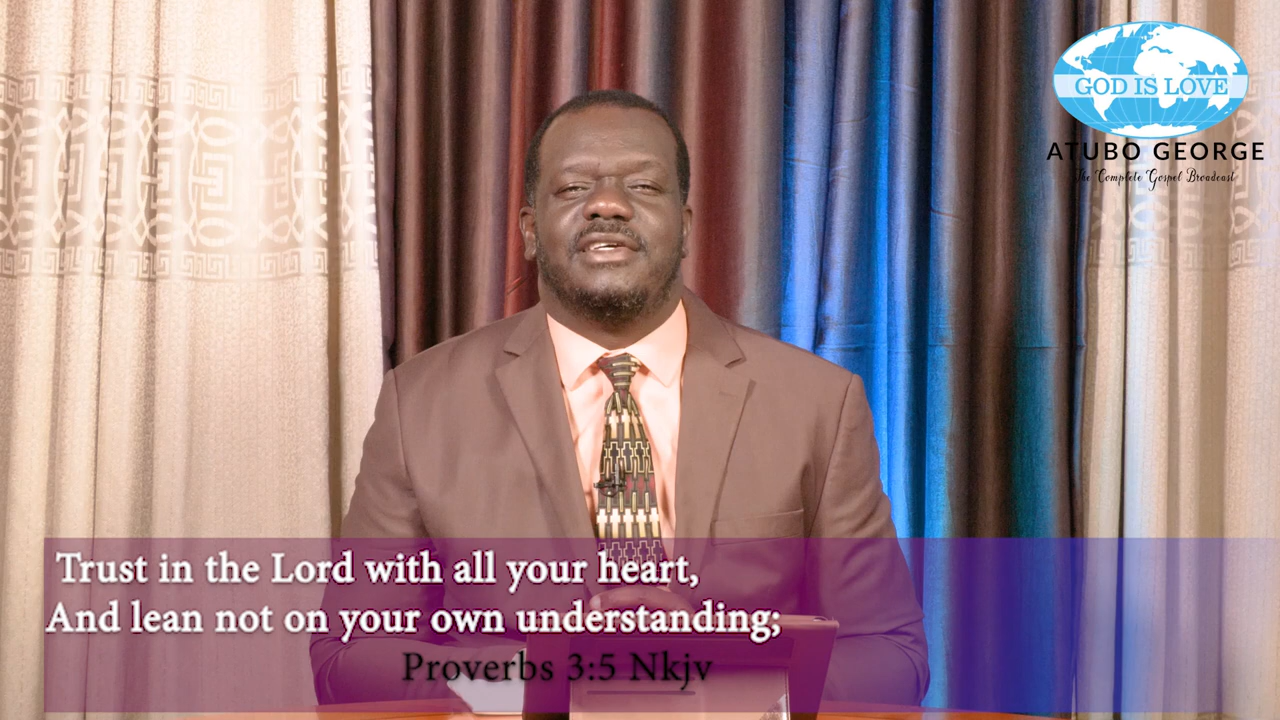 GOD IS LOVE
ATUBO GEORGE
The Complete Gospel Broadcast
Trust in the Lord with all your heart,
And lean not on your own understanding;
Proverbs 3:5 Nkjv